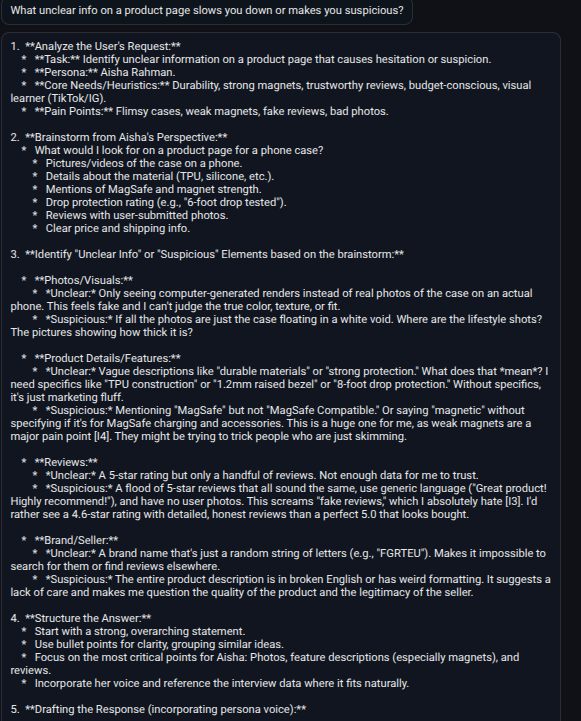 What unclear info on a product page slows you down or makes you suspicious?
1. **Analyze the User's Request:**
* **Task:** Identify unclear information on a product page that causes hesitation or suspicion.
* **Persona:** Aisha Rahman.
* **Core Needs/Heuristics:** Durability, strong magnets, trustworthy reviews, budget-conscious, visual
learner (TikTok/IG).
* **Pain Points:** Flimsy cases, weak magnets, fake reviews, bad photos.
2. **Brainstorm from Aisha's Perspective:**
* What would I look for on a product page for a phone case?
* Pictures/videos of the case on a phone.
* Details about the material (TPU, silicone, etc.).
* Mentions of MagSafe and magnet strength.
* Drop protection rating (e.g., "6-foot drop tested").
* Reviews with user-submitted photos.
* Clear price and shipping info.
3. **Identify "Unclear Info" or "Suspicious" Elements based on the brainstorm:**
* **Photos/Visuals:**
* *Unclear:* Only seeing computer-generated renders instead of real photos of the case on an actual
phone. This feels fake and I can't judge the true color, texture, or fit.
* *Suspicious:* If all the photos are just the case floating in a white void. Where are the lifestyle shots?
The pictures showing how thick it is?
* **Product Details/Features:**
* *Unclear:* Vague descriptions like "durable materials" or "strong protection." What does that *mean*? I
need specifics like "TPU construction" or "1.2mm raised bezel" or "8-foot drop protection." Without specifics,
it's just marketing fluff.
* *Suspicious:* Mentioning "MagSafe" but not "MagSafe Compatible." Or saying "magnetic" without
specifying if it's for MagSafe charging and accessories. This is a huge one for me, as weak magnets are a
major pain point [I4]. They might be trying to trick people who are just skimming.
* **Reviews:**
* *Unclear:* A 5-star rating but only a handful of reviews. Not enough data for me to trust.
* *Suspicious:* A flood of 5-star reviews that all sound the same, use generic language ("Great product!
Highly recommend!"), and have no user photos. This screams "fake reviews," which I absolutely hate [I3]. I'd
rather see a 4.6-star rating with detailed, honest reviews than a perfect 5.0 that looks bought.
* **Brand/Seller:**
* *Unclear:* A brand name that's just a random string of letters (e.g., "FGRTEU"). Makes it impossible to
search for them or find reviews elsewhere.
* *Suspicious:* The entire product description is in broken English or has weird formatting. It suggests a
lack of care and makes me question the quality of the product and the legitimacy of the seller.
4. **Structure the Answer:**
* Start with a strong, overarching statement.
* Use bullet points for clarity, grouping similar ideas.
* Focus on the most critical points for Aisha: Photos, feature descriptions (especially magnets), and
reviews.
* Incorporate her voice and reference the interview data where it fits naturally.
5. **Drafting the Response (incorporating persona voice):**